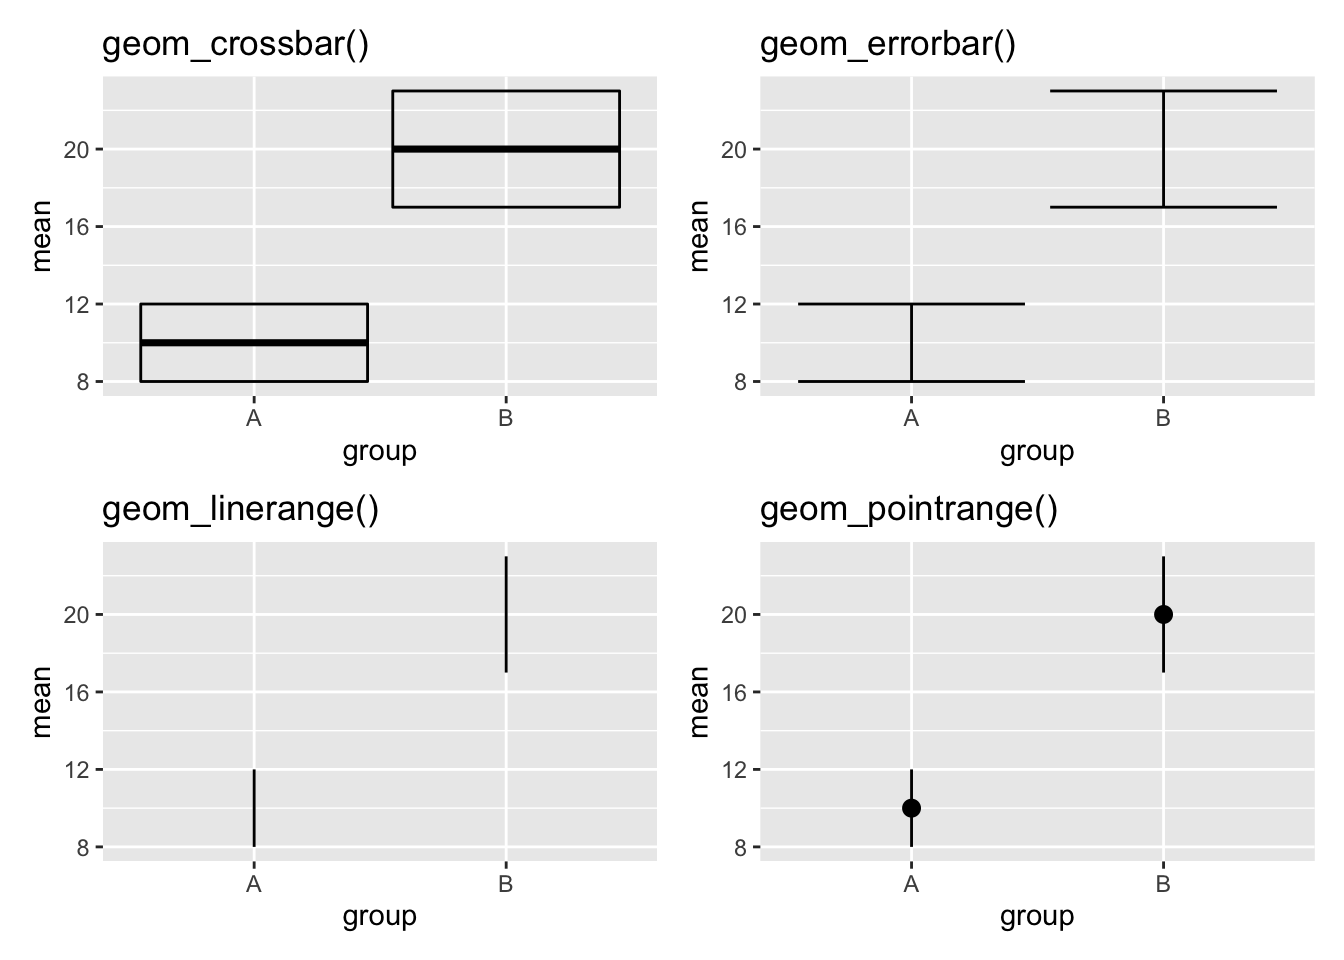 geom_crossbar()
20
16
12
8
mean
A B
group
geom_errorbar()
20
16
12
8
mean
A B
group
geom_linerange()
20
16
12
8
mean
A B
group
geom_pointrange()
20
16
12
8
mean
A B
group